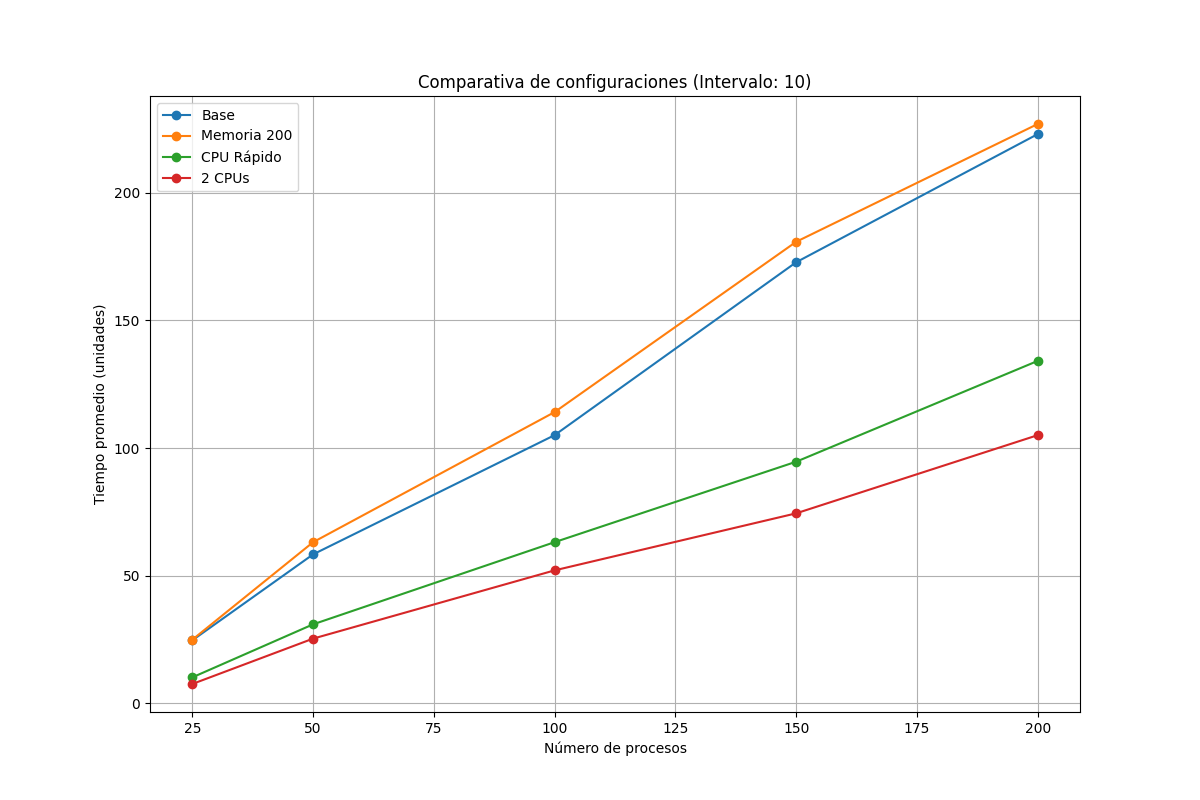 Comparativa de configuraciones (Intervalo: 10)
Base
Memoria 200
CPU Rápido
2 CPUs
Tiempo promedio (unidades)
200
150
100
50
0
25 50 75 100 125 150 175 200
Número de procesos